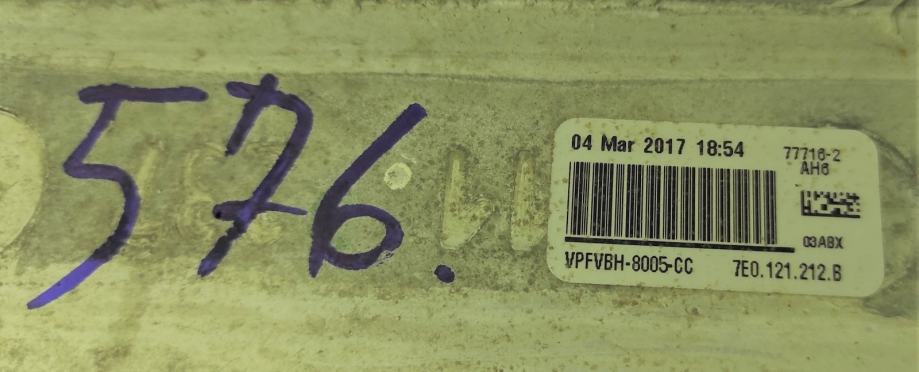 576.
04 Mar 2017 18:54
77716-2
AH6
03ABX
VPFVBH-8005-CC 7E0.121.212.B